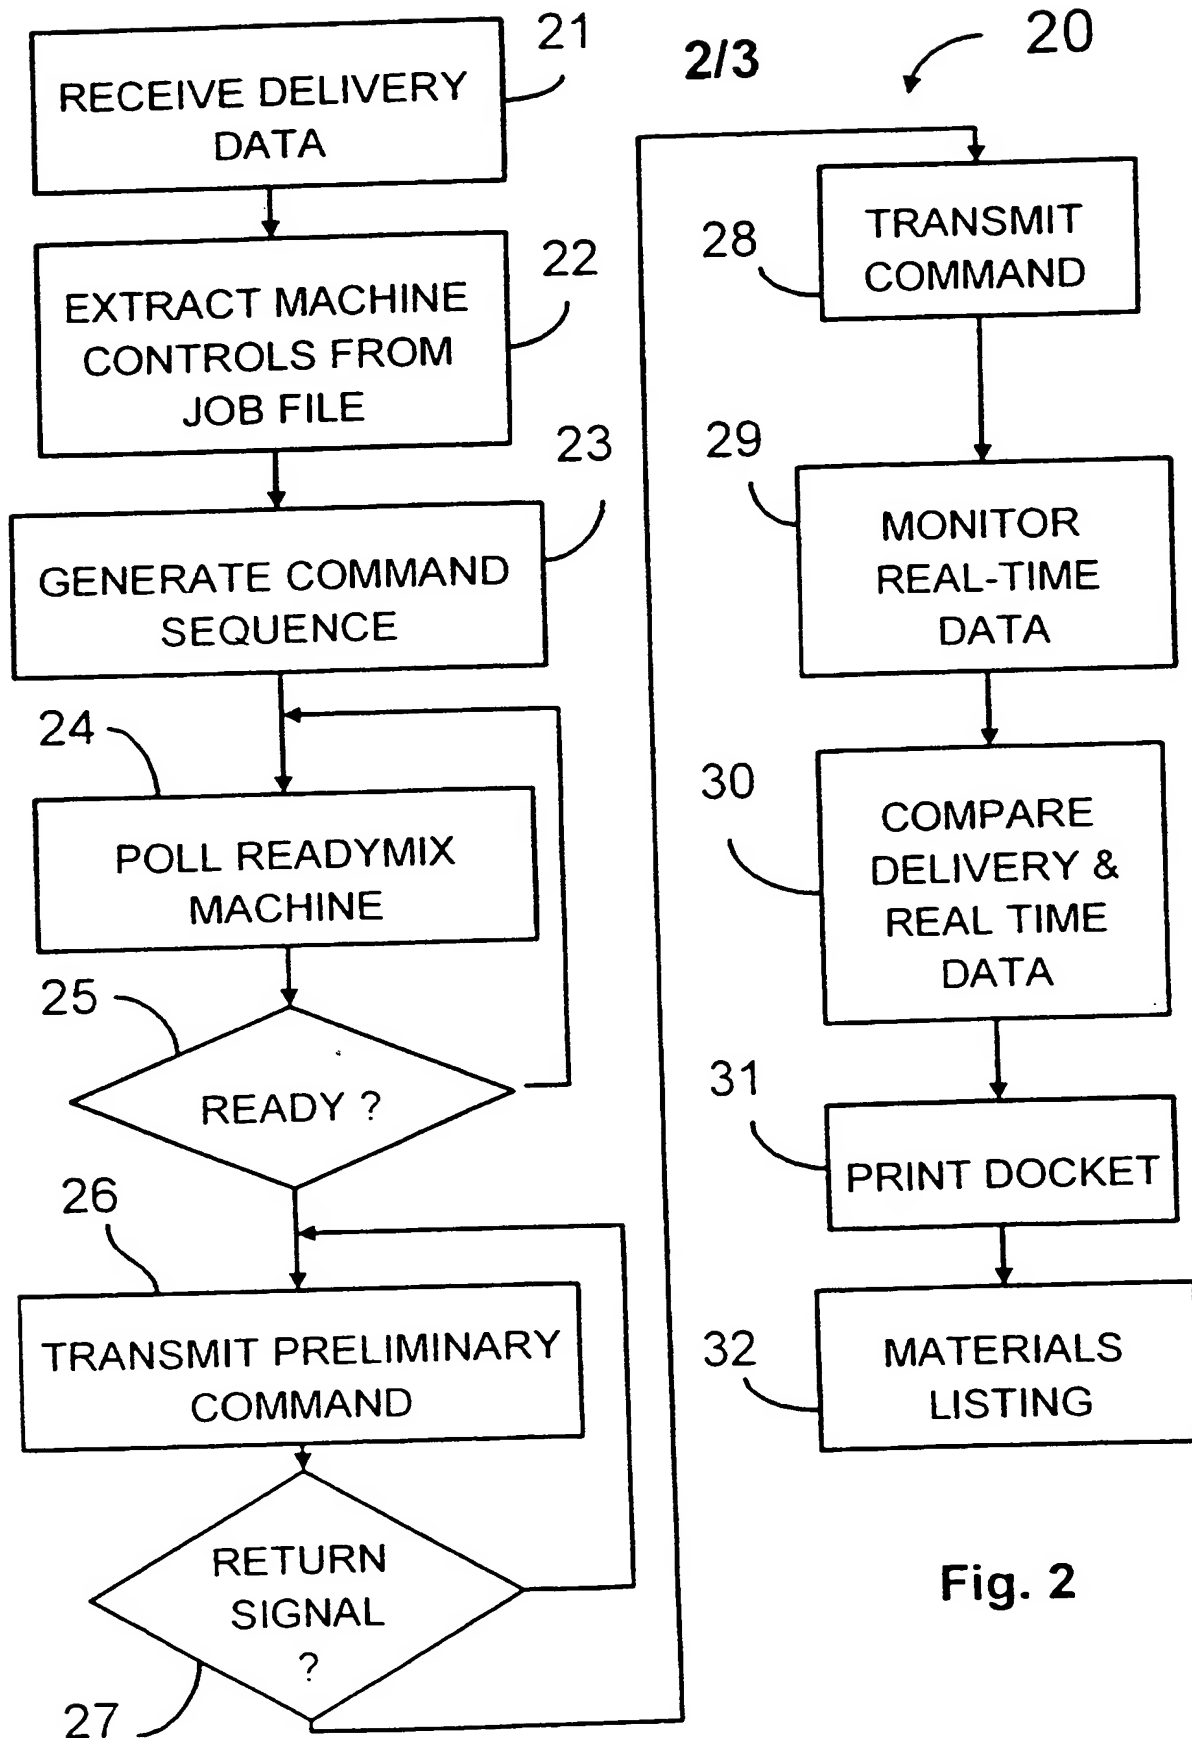 2/3
20
21
RECEIVE DELIVERY
DATA
22
EXTRACT MACHINE
CONTROLS FROM
JOB FILE
23
GENERATE COMMAND
SEQUENCE
24
POLL READYMIX
MACHINE
25
READY ?
26
TRANSMIT PRELIMINARY
COMMAND
RETURN
SIGNAL
?
27
28
TRANSMIT
COMMAND
29
MONITOR
REAL-TIME
DATA
30
COMPARE
DELIVERY &
REAL TIME
DATA
31
PRINT DOCKET
32
MATERIALS
LISTING
Fig. 2